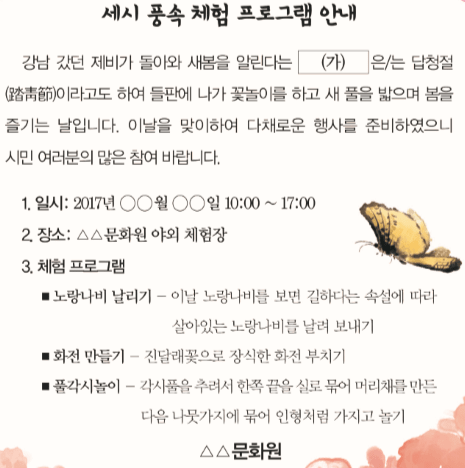 세시 풍속 체험 프로그램 안내
강남 갔던 제비가 돌아와 새봄을 알린다는 (가) 은/는 답청절
(踏靑節)이라고도 하여 들판에 나가 꽃놀이를 하고 새 풀을 밟으며 봄을
즐기는 날입니다. 이날을 맞이하여 다채로운 행사를 준비하였으니
시민 여러분의 많은 참여 바랍니다.
1. 일시: 2017년 ○○월 ○○일 10:00 ~ 17:00
2. 장소: △△문화원 야외 체험장
3. 체험 프로그램
■ 노랑나비 날리기 - 이날 노랑나비를 보면 길하다는 속설에 따라
살아있는 노랑나비를 날려 보내기
■ 화전 만들기 - 진달래꽃으로 장식한 화전 부치기
■ 풀각시놀이 - 각시풀을 추려서 한쪽 끝을 실로 묶어 머리채를 만든
다음 나뭇가지에 묶어 인형처럼 가지고 놀기
△△문화원